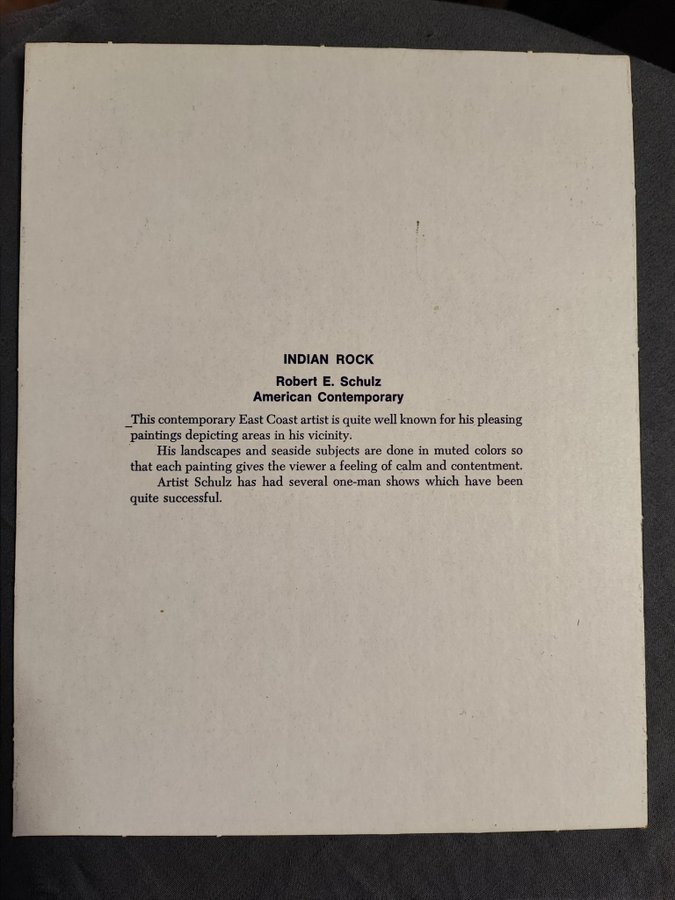 INDIAN ROCK
Robert E. Schulz
American Contemporary
_This contemporary East Coast artist is quite well known for his pleasing
paintings depicting areas in his vicinity.
His landscapes and seaside subjects are done in muted colors so
that each painting gives the viewer a feeling of calm and contentment.
Artist Schulz has had several one-man shows which have been
quite successful.